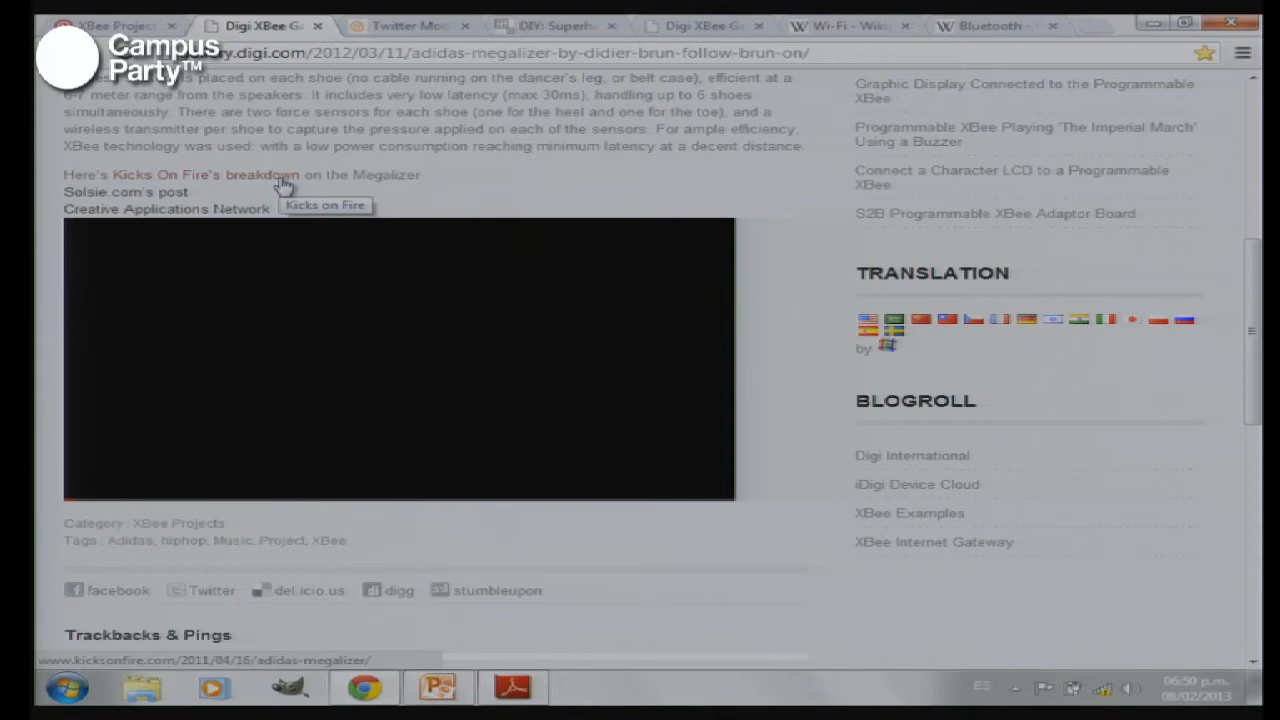 XBee Project
Digi XBee Ga
Twitter Moo
DIY: Superh
Digi XBee Ga
Wi-Fi - Wiki
Bluetooth -
Campus
Party™
ry.digi.com/2012/03/11/adidas-megalizer-by-didier-brun-follow-brun-on/
is placed on each shoe (no cable running on the dancer's leg, or belt case), efficient at a
6-7 meter range from the speakers. It includes very low latency (max 30ms), handling up to 6 shoes
simultaneously. There are two force sensors for each shoe (one for the heel and one for the toe), and a
wireless transmitter per shoe to capture the pressure applied on each of the sensors. For ample efficiency,
XBee technology was used: with a low power consumption reaching minimum latency at a decent distance.
Here's Kicks On Fire's breakdown on the Megalizer
Solsie.com's post
Creative Applications Network
Kicks on Fire
Category : XBee Projects
Tags : Adidas, hiphop, Music, Project, XBee
facebook
Twitter
del.icio.us
digg
stumbleupon
Trackbacks & Pings
www.kicksonfire.com/2011/04/16/adidas-megalizer/
Graphic Display Connected to the Programmable
XBee
Programmable XBee Playing 'The Imperial March'
Using a Buzzer
Connect a Character LCD to a Programmable
XBee
S2B Programmable XBee Adaptor Board
TRANSLATION
by
BLOGROLL
Digi International
iDigi Device Cloud
XBee Examples
XBee Internet Gateway
ES
06:50 p.m.
08/02/2013